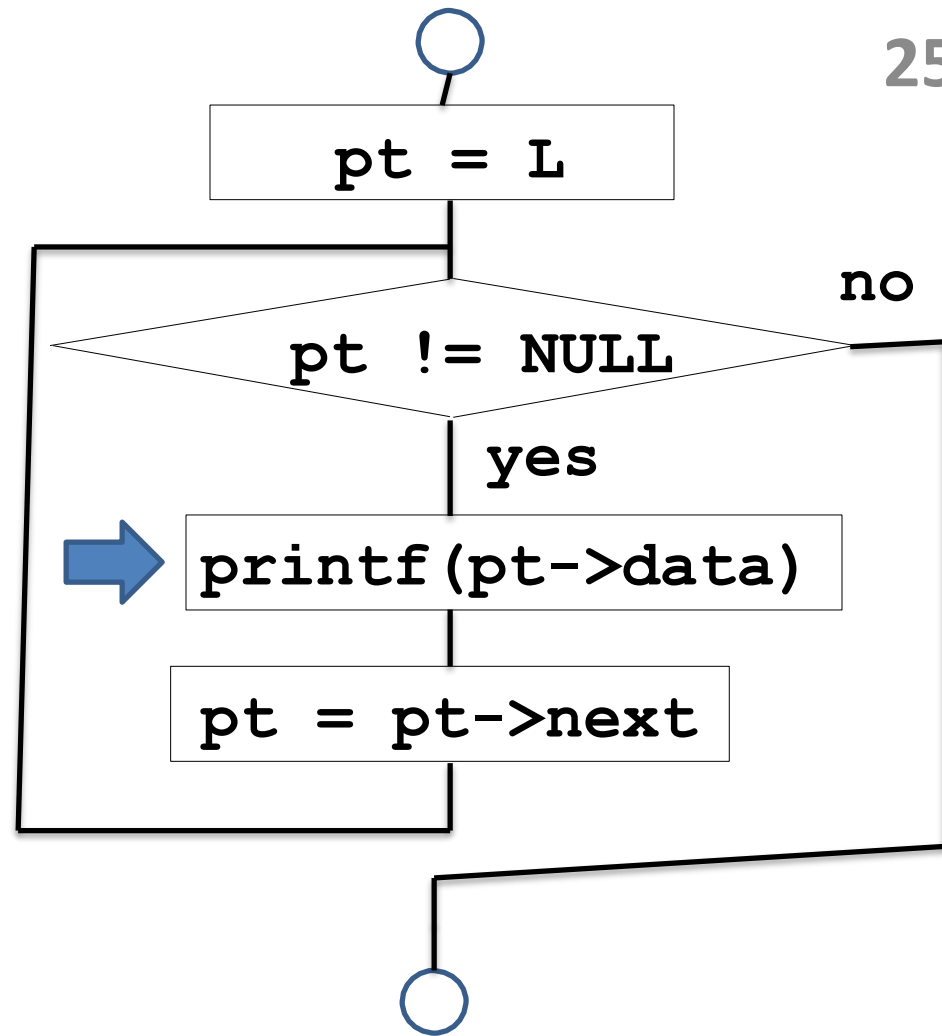 25
pt = L
no
pt != NULL
yes
printf(pt->data)
pt = pt->next